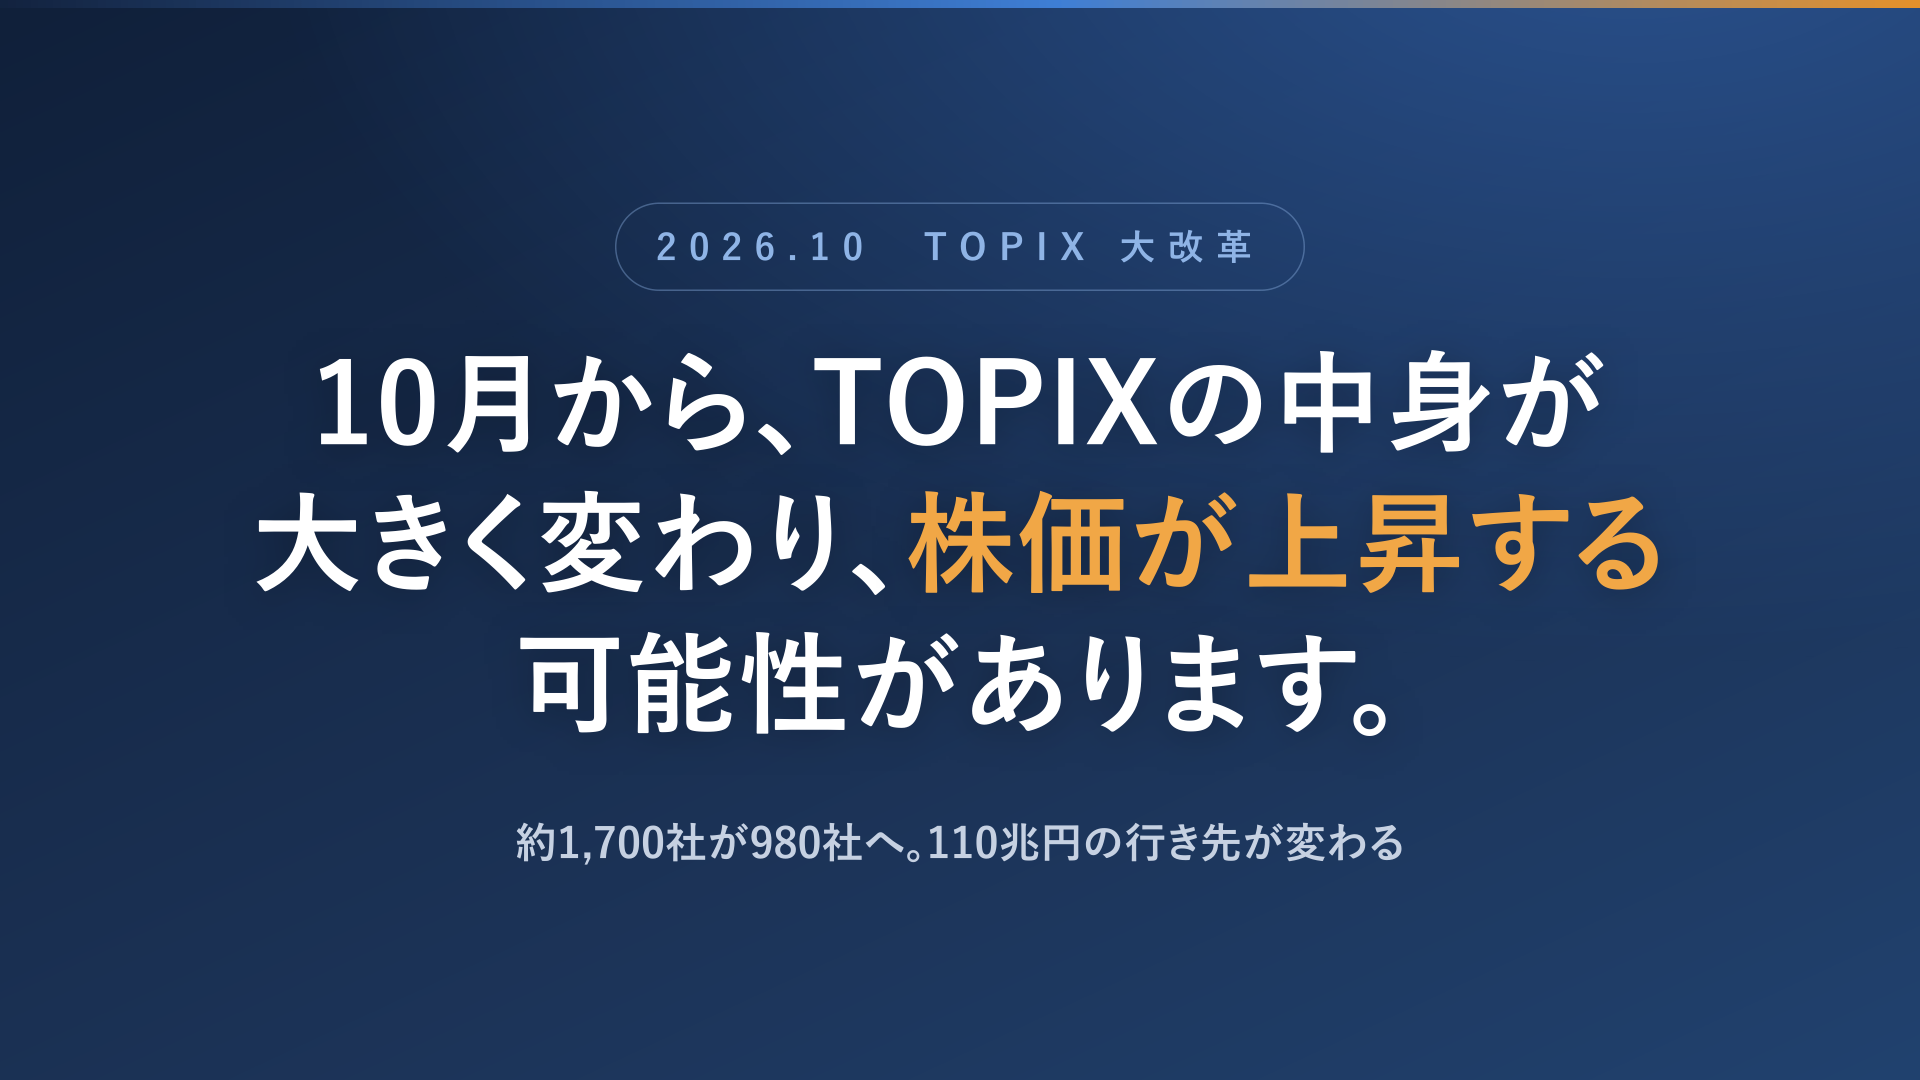 2026.10　TOPIX 大改革
10月から、TOPIXの中身が
大きく変わり、株価が上昇する
可能性があります。
約1,700社が980社へ。110兆円の行き先が変わる